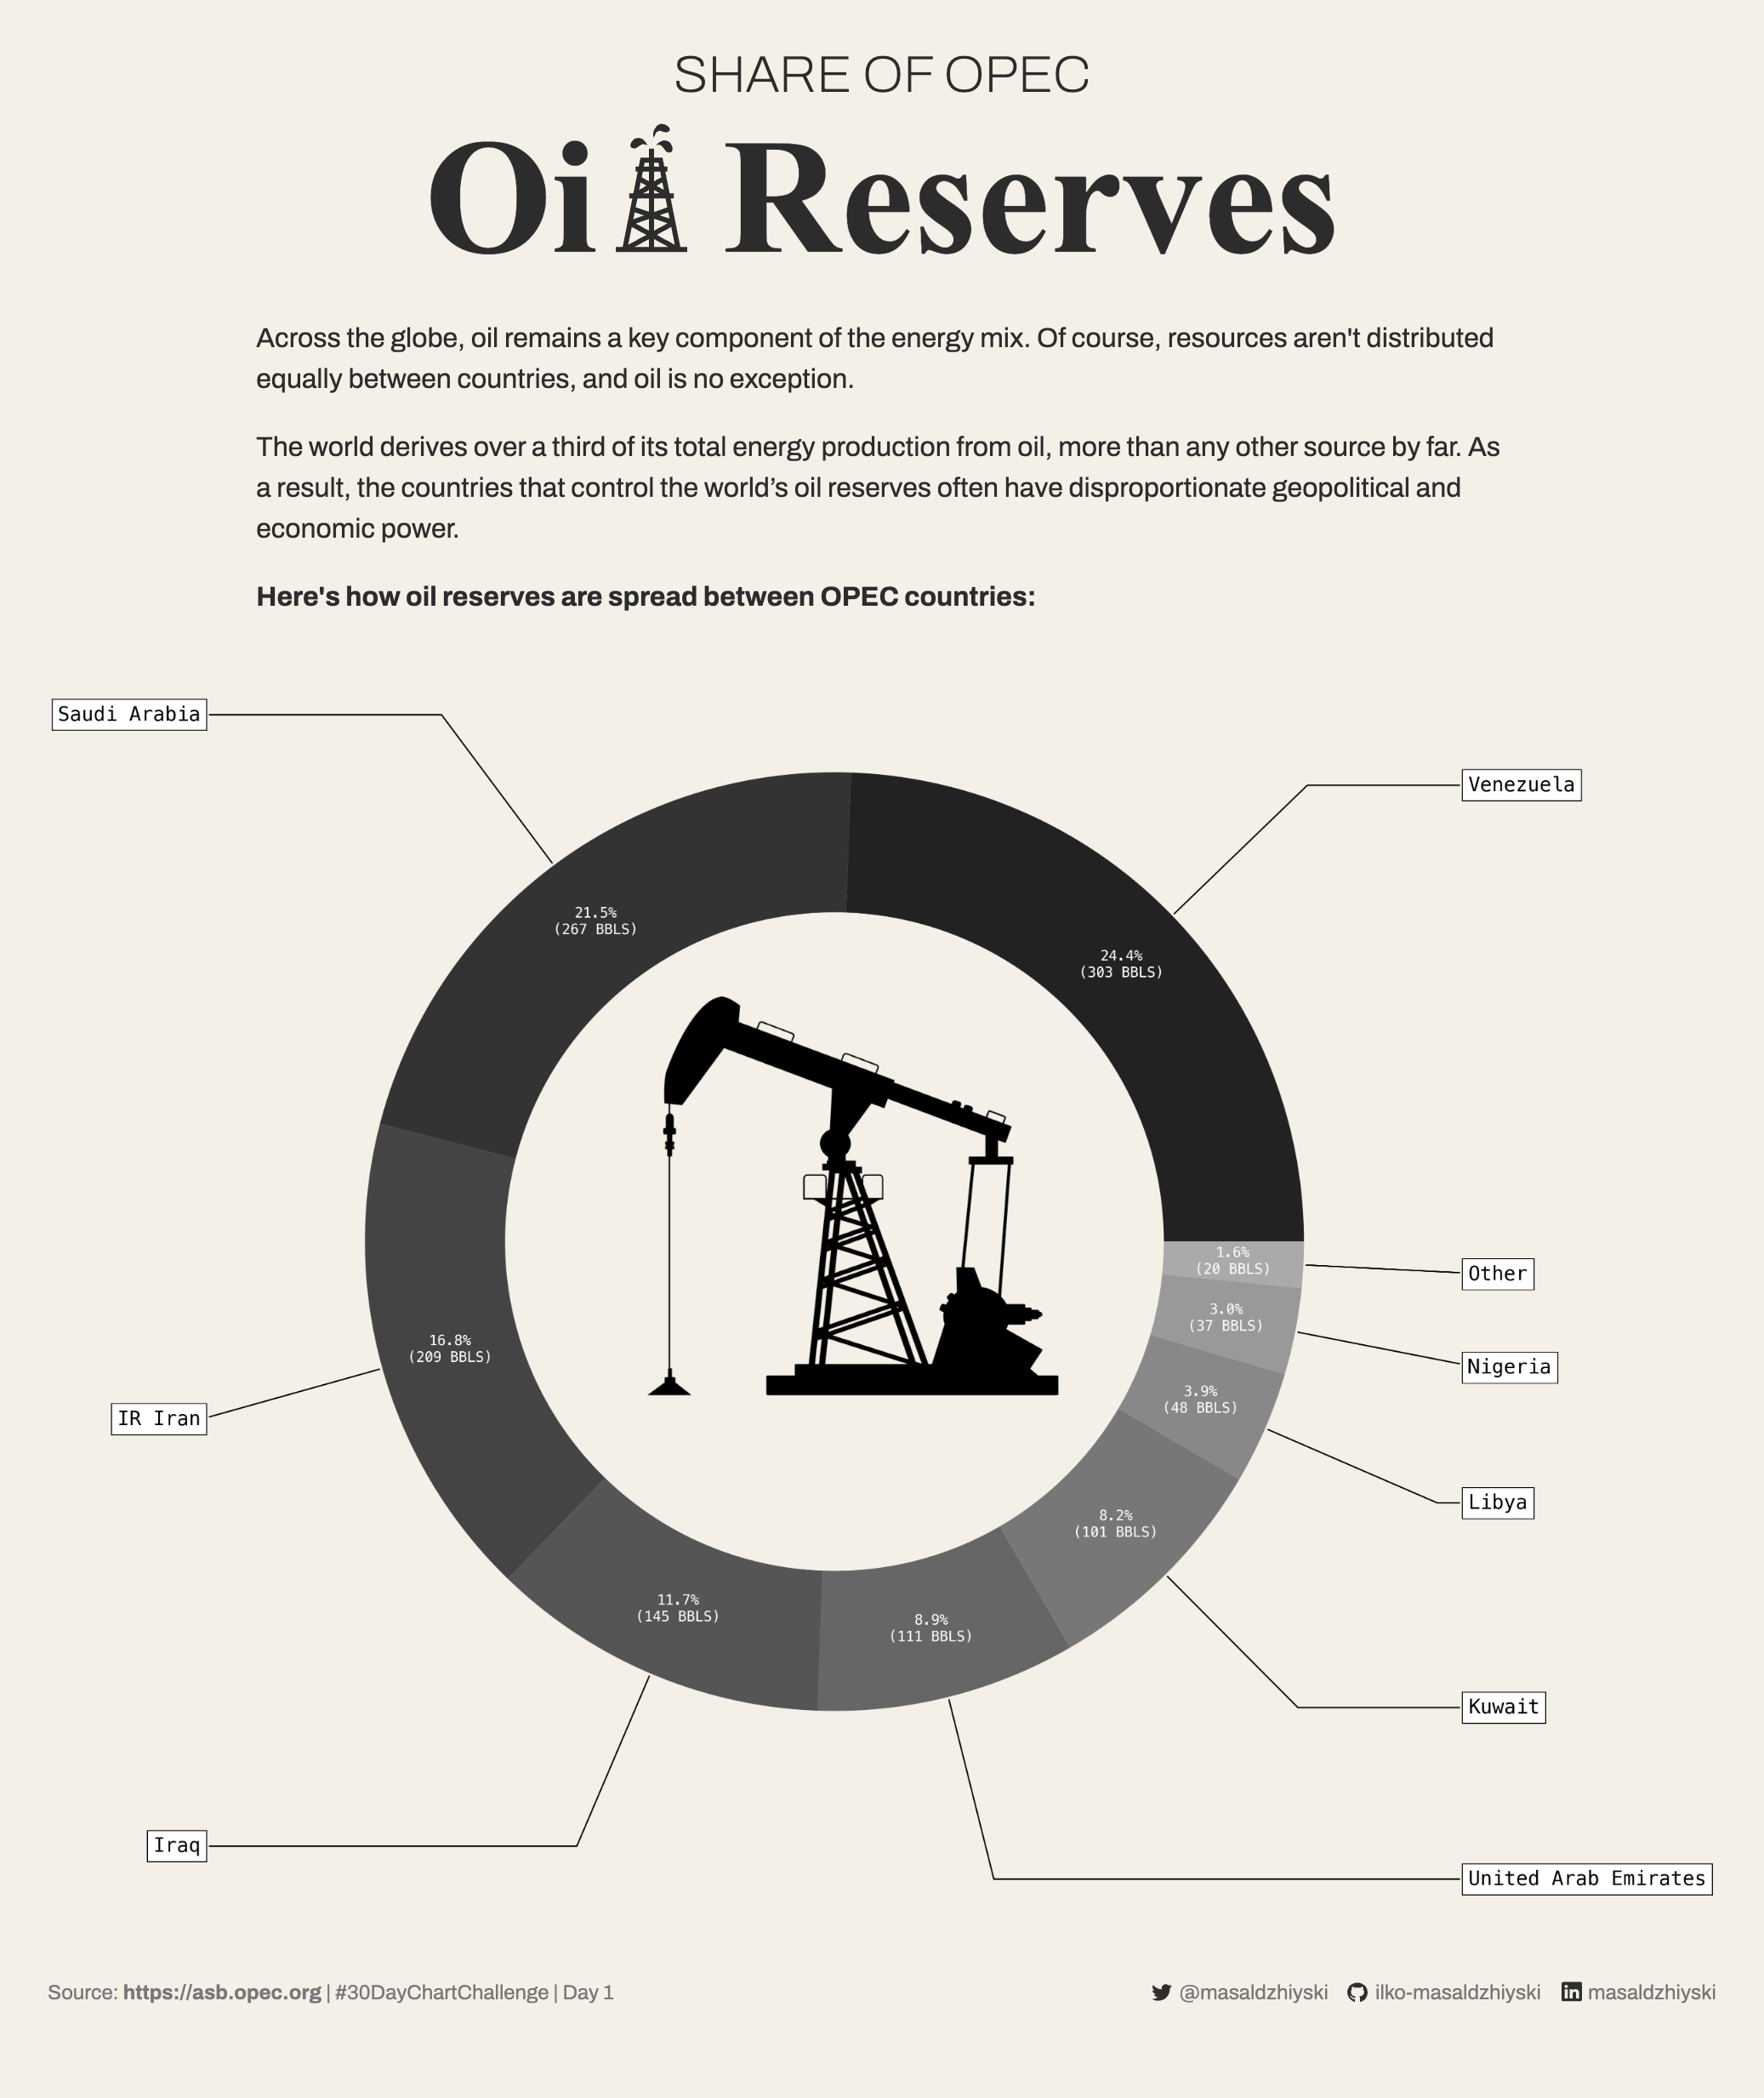 SHARE OF OPEC
Oil Reserves
Across the globe, oil remains a key component of the energy mix. Of course, resources aren't distributed
equally between countries, and oil is no exception.
The world derives over a third of its total energy production from oil, more than any other source by far. As
a result, the countries that control the world’s oil reserves often have disproportionate geopolitical and
economic power.
Here's how oil reserves are spread between OPEC countries:
Saudi Arabia
Venezuela
21.5%
(267 BBLS)
24.4%
(303 BBLS)
1.6%
(20 BBLS)
Other
3.0%
(37 BBLS)
Nigeria
16.8%
(209 BBLS)
IR Iran
3.9%
(48 BBLS)
Libya
8.2%
(101 BBLS)
Kuwait
11.7%
(145 BBLS)
8.9%
(111 BBLS)
Iraq
United Arab Emirates
Source: https://asb.opec.org | #30DayChartChallenge | Day 1
@masaldzhiyski ilko-masaldzhiyski in masaldzhiyski